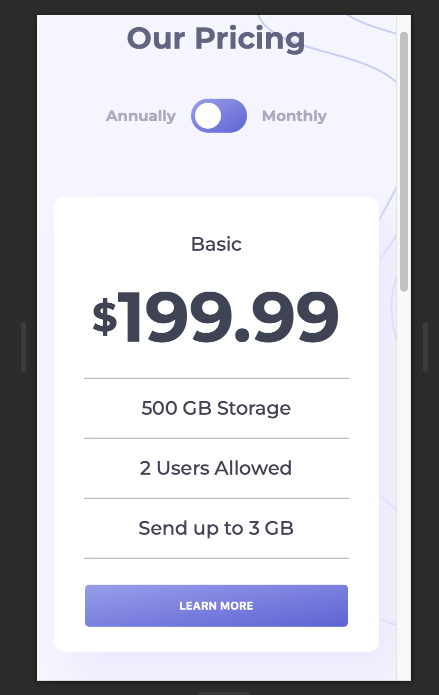 Our Pricing
Annually Monthly
Basic
$199.99
500 GB Storage
2 Users Allowed
Send up to 3 GB
LEARN MORE